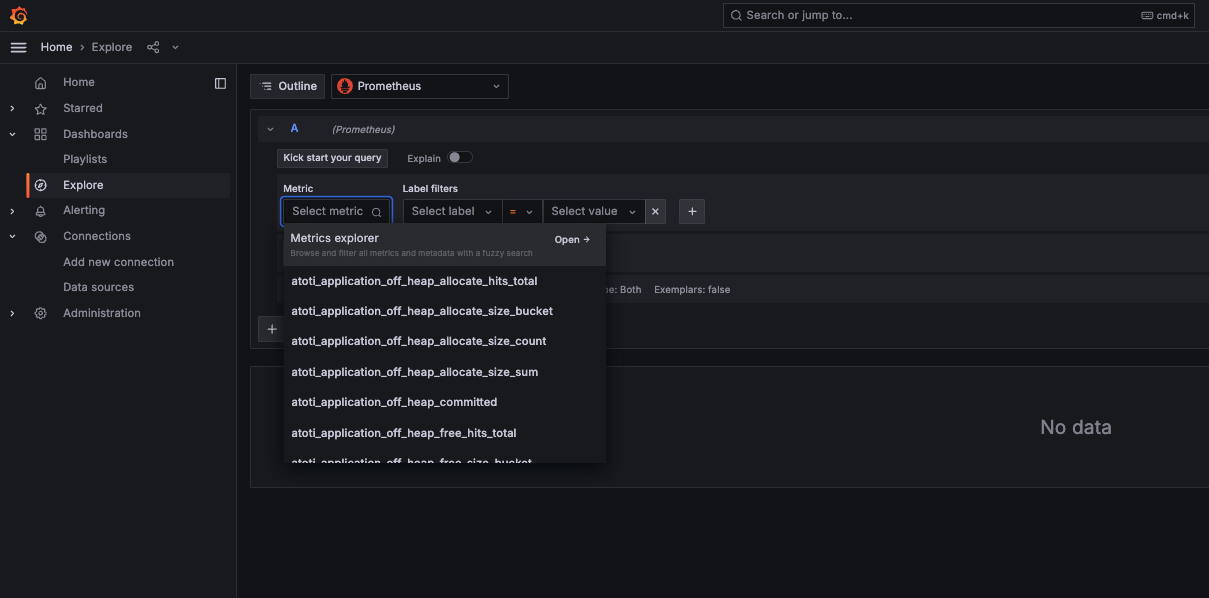 Search or jump to...
cmd+k
Home › Explore
Home
Starred
Dashboards
Playlists
Explore
Alerting
Connections
Add new connection
Data sources
Administration
Outline
Prometheus
A (Prometheus)
Kick start your query
Explain
Metric
Label filters
Select metric
Select label
=
Select value
×
+
Metrics explorer
Open →
Browse and filter all metrics and metadata with a fuzzy search
atoti_application_off_heap_allocate_hits_total
atoti_application_off_heap_allocate_size_bucket
atoti_application_off_heap_allocate_size_count
atoti_application_off_heap_allocate_size_sum
atoti_application_off_heap_committed
atoti_application_off_heap_free_hits_total
atoti_application_off_heap_free_size_bucket
Both
Exemplars: false
+
No data